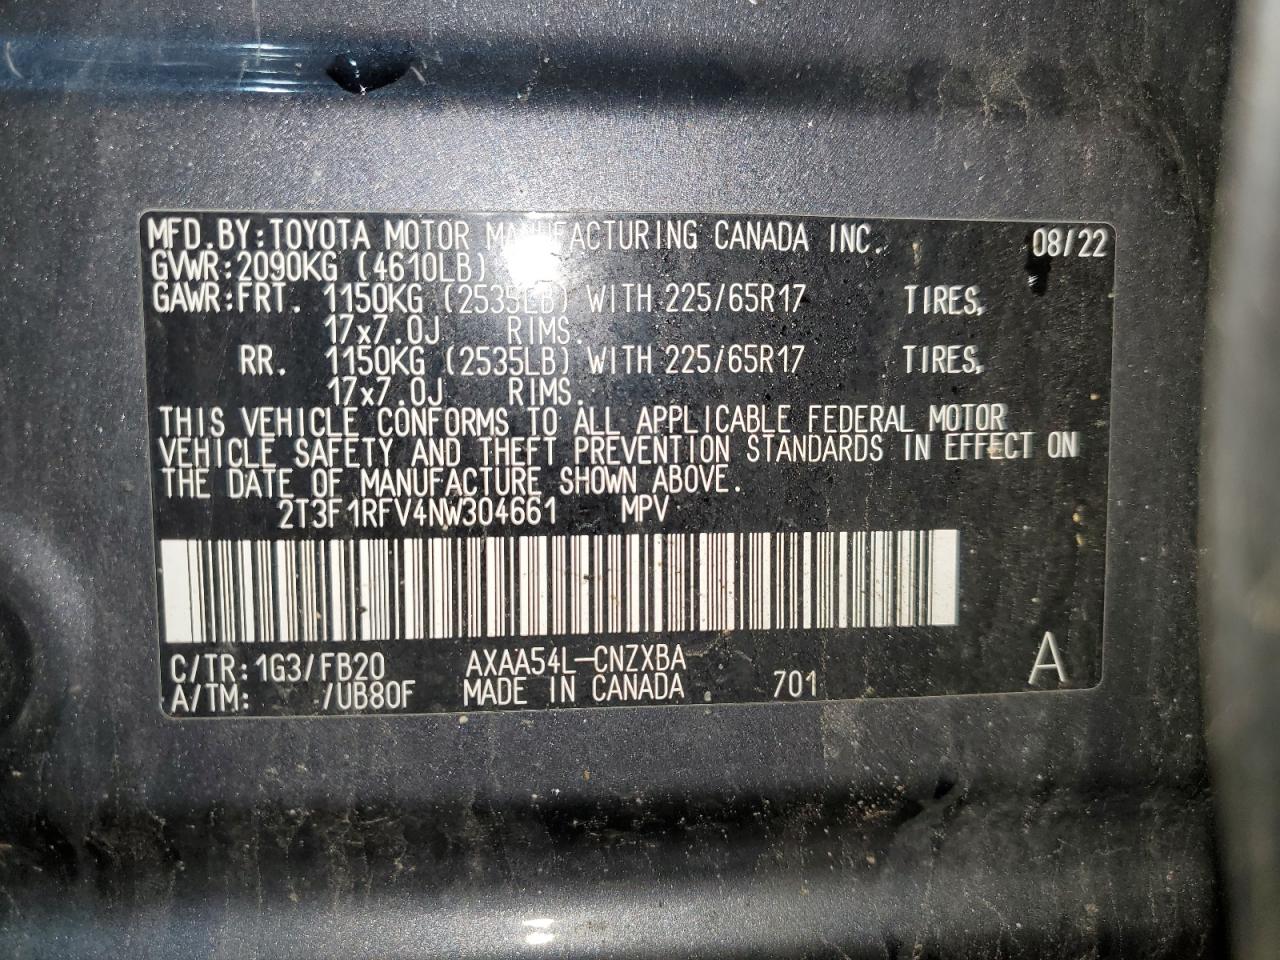 MFD.BY:TOYOTA MOTOR MANUFACTURING CANADA INC. 08/22
GVWR:2090KG (4610LB)
GAWR:FRT. 1150KG (2535LB) WITH 225/65R17 TIRES,
17x7.0J RIMS.
RR. 1150KG (2535LB) WITH 225/65R17 TIRES,
17x7.0J RIMS.
THIS VEHICLE CONFORMS TO ALL APPLICABLE FEDERAL MOTOR
VEHICLE SAFETY AND THEFT PREVENTION STANDARDS IN EFFECT ON
THE DATE OF MANUFACTURE SHOWN ABOVE.
2T3F1RFV4NW304661 MPV
C/TR:1G3/FB20 AXAA54L-CNZXBA A
A/TM: /UB80F MADE IN CANADA 701